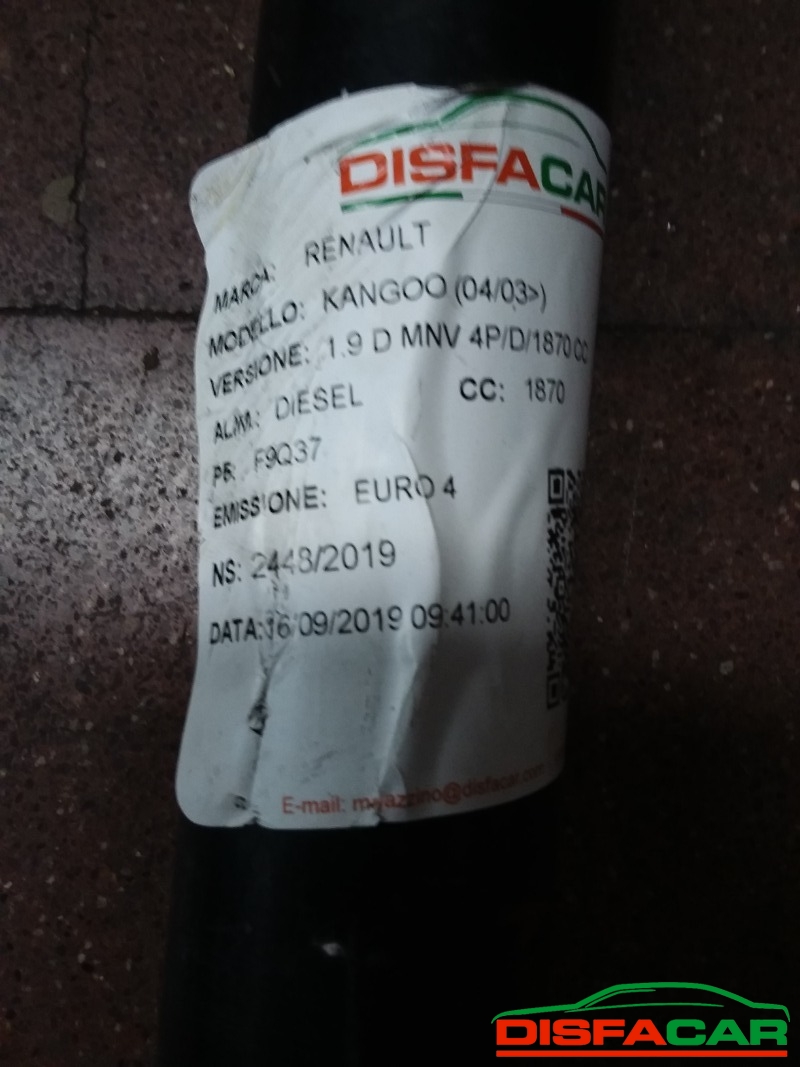 DISFACAR
MARCA: RENAULT
MODELLO: KANGOO (04/03>)
VERSIONE: 1.9 D MNV 4P/D/1870 CC
ALIM.: DIESEL CC: 1870
F9Q37
EMISSIONE: EURO 4
NS: 2448/2019
DATA:16/09/2019 09:41:00
E-mail:
DISFACAR